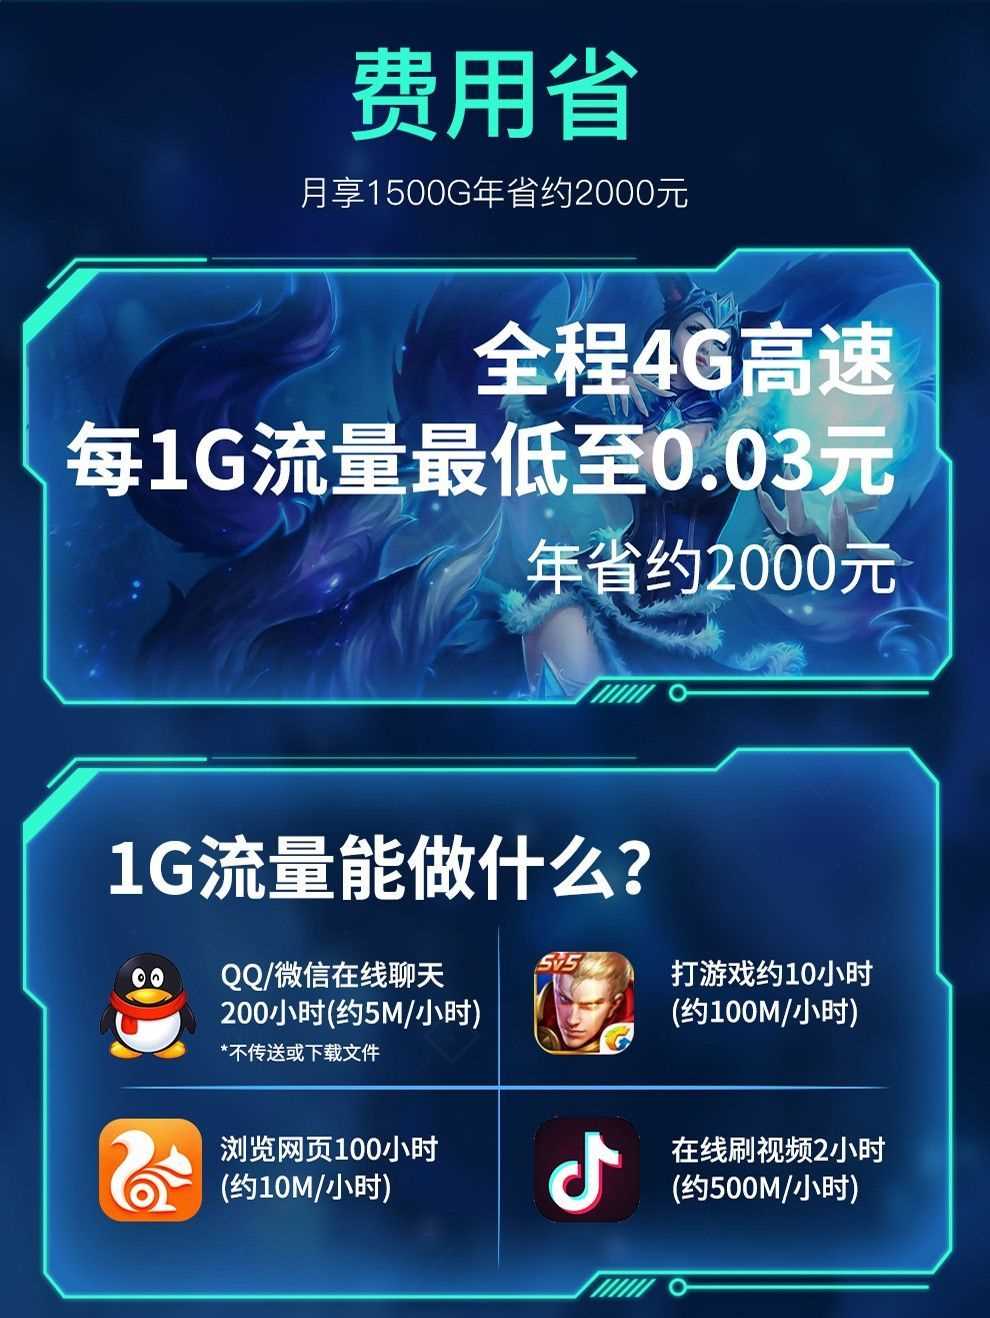 费用省
月享1500G年省约2000元
全程4G高速
每1G流量最低至0.03元
年省约2000元
1G流量能做什么?
QQ/微信在线聊天
200小时(约5M/小时)
*不传送或下载文件
5v5
打游戏约10小时
(约100M/小时)
浏览网页100小时
(约10M/小时)
在线刷视频2小时
(约500M/小时)